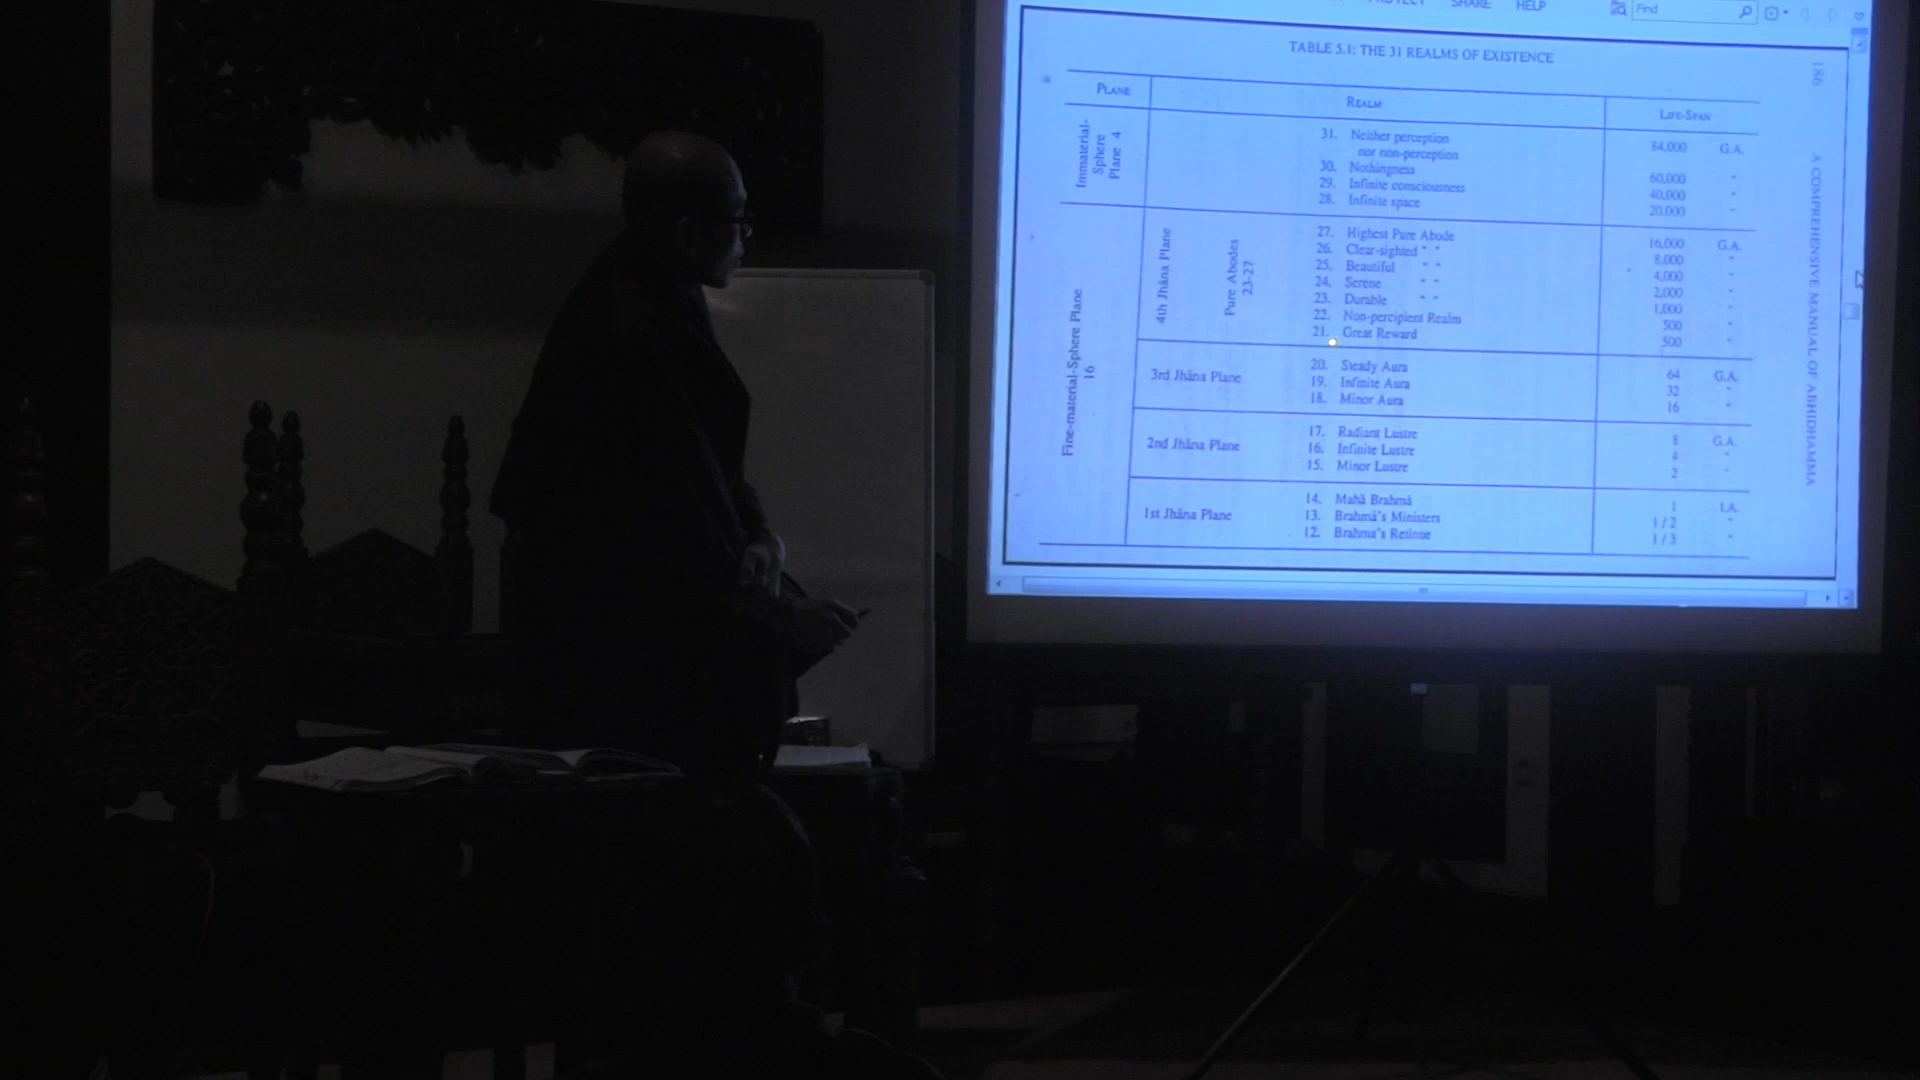 SHARE HELP
Find
TABLE 5.1: THE 31 REALMS OF EXISTENCE
186
A COMPREHENSIVE MANUAL OF ABHIDHAMMA
PLANE REALM LIFE-SPAN
Immaterial-
Sphere
Plane 4
31. Neither perception
nor non-perception 84,000 G.A.
30. Nothingness 60,000 "
29. Infinite consciousness 40,000 "
28. Infinite space 20,000 "
Fine-material-Sphere Plane
16
4th Jhāna Plane
Pure Abodes
23-27
27. Highest Pure Abode 16,000 G.A.
26. Clear-sighted " " 8,000 "
25. Beautiful " " 4,000 "
24. Serene " " 2,000 "
23. Durable " " 1,000 "
22. Non-percipient Realm 500 "
21. Great Reward 500 "
3rd Jhāna Plane
20. Steady Aura 64 G.A.
19. Infinite Aura 32 "
18. Minor Aura 16 "
2nd Jhāna Plane
17. Radiant Lustre 8 G.A.
16. Infinite Lustre 4 "
15. Minor Lustre 2 "
1st Jhāna Plane
14. Mahā Brahmā 1 I.A.
13. Brahmā's Ministers 1/2 "
12. Brahma's Retinue 1/3 "